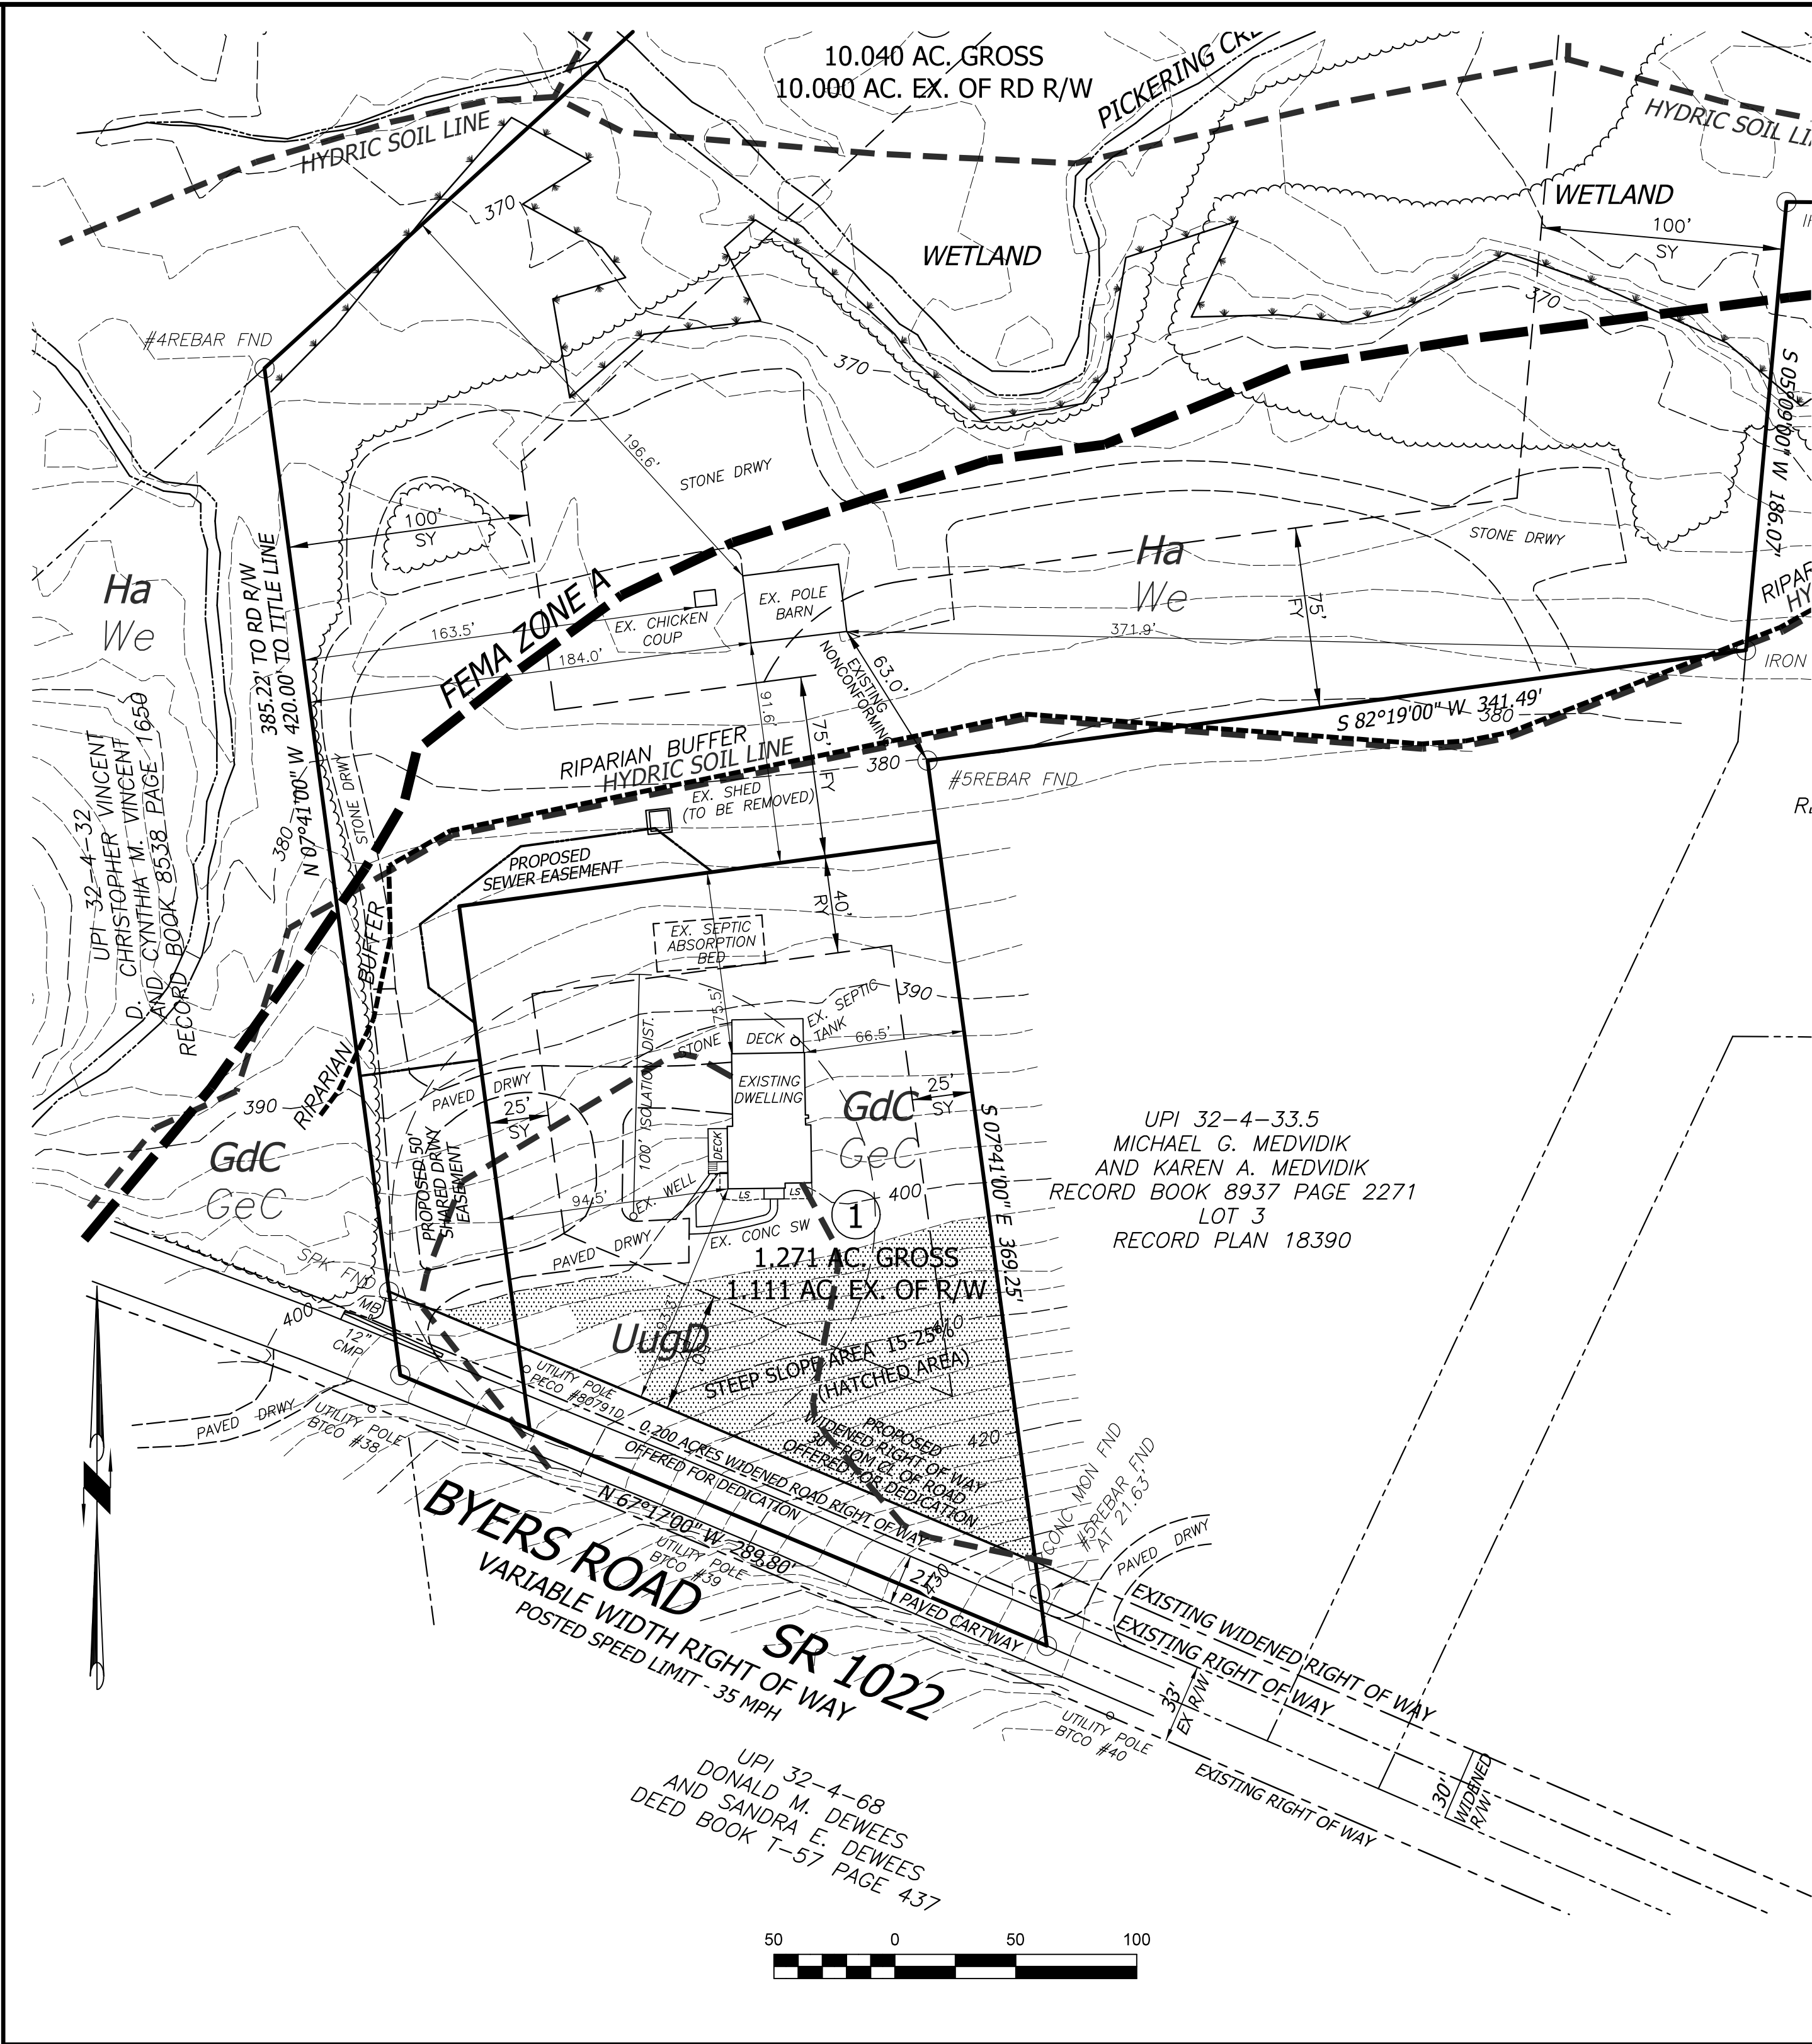 10.040 AC. GROSS
10.000 AC. EX. OF RD R/W
PICKERING
HYDRIC SOIL LINE
HYDRIC SOIL
370
WETLAND
WETLAND
100'
SY
370
370
#4REBAR FND
196.6'
STONE DRWY
100'
SY
S 05°09'00" W 186.07'
STONE DRWY
Ha
We
Ha
We
75'
FY
385.22' TO RD R/W
N 07°41'00" W 420.00' TO TITLE LINE
FEMA ZONE A
163.5'
EX. CHICKEN
COUP
EX. POLE
BARN
184.0'
371.9'
63.0'
EXISTING
NONCONFORMING
91.6'
75'
FY
IRON
S 82°19'00" W 341.49'
380
RIPARIAN BUFFER
HYDRIC SOIL LINE
380
#5REBAR FND
EX. SHED
(TO BE REMOVED)
STONE DRWY
380
UPI 32-4-32
D. CHRISTOPHER VINCENT
AND CYNTHIA M. VINCENT
RECORD BOOK 8538 PAGE 1650
PROPOSED
SEWER EASEMENT
40'
RY
EX. SEPTIC
ABSORPTION
BED
RIPARIAN
BUFFER
390
390
EX. SEPTIC
TANK
75.5'
100' ISOLATION DIST.
STONE
DECK
66.5'
EXISTING
DWELLING
GdC
GeC
25'
SY
PAVED DRWY
25'
SY
DECK
S 07°41'00" E 369.25'
GdC
GeC
PROPOSED 50'
SHARED DRWY
EASEMENT
94.5'
EX. WELL
LS
LS
400
1
EX. CONC SW
PAVED DRWY
1.271 AC. GROSS
1.111 AC. EX. OF R/W
UPI 32-4-33.5
MICHAEL G. MEDVIDIK
AND KAREN A. MEDVIDIK
RECORD BOOK 8937 PAGE 2271
LOT 3
RECORD PLAN 18390
SPK FND
MB
400
12"
CMP
UugD
93.3'
410
STEEP SLOPE AREA 15-25%
(HATCHED AREA)
UTILITY POLE
PECO #80791D
PAVED DRWY
UTILITY POLE
BTCO #38
0.200 ACRES WIDENED ROAD RIGHT OF WAY
OFFERED FOR DEDICATION
PROPOSED
WIDENED RIGHT OF WAY
30' FROM CL OF ROAD
OFFERED FOR DEDICATION
420
CONC MON FND
#5REBAR FND
AT 21.63'
PAVED DRWY
N 67°17'00" W 289.80'
UTILITY POLE
BTCO #39
21'
430
PAVED CARTWAY
BYERS ROAD SR 1022
VARIABLE WIDTH RIGHT OF WAY
POSTED SPEED LIMIT - 35 MPH
EXISTING WIDENED RIGHT OF WAY
EXISTING RIGHT OF WAY
33'
EX R/W
UTILITY POLE
BTCO #40
EXISTING RIGHT OF WAY
30'
WIDENED
R/W
UPI 32-4-68
DONALD M. DEWEES
AND SANDRA E. DEWEES
DEED BOOK T-57 PAGE 437
50 0 50 100